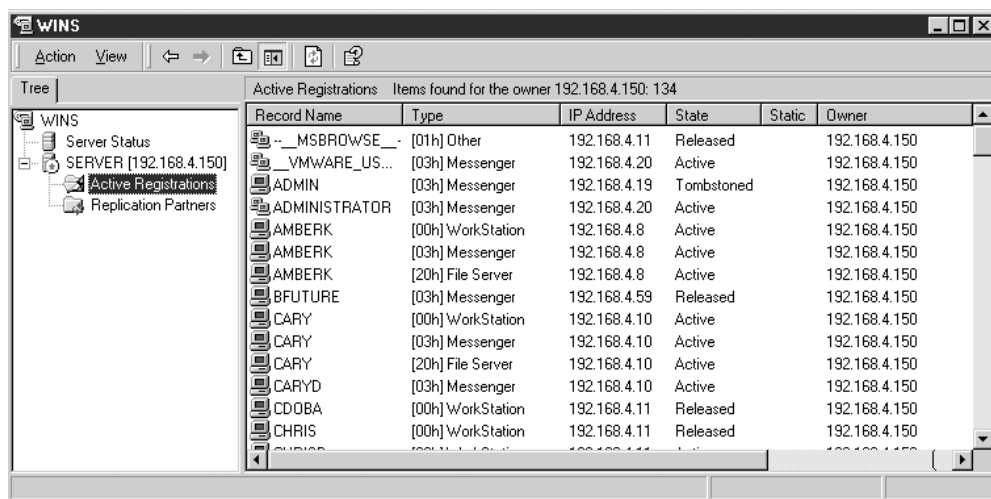 WINS
Action View
Tree
Active Registrations Items found for the owner 192.168.4.150: 134
WINS
Server Status
SERVER [192.168.4.150]
Active Registrations
Replication Partners
Record Name Type IP Address State Static Owner
--__MSBROWSE__- [01h] Other 192.168.4.11 Released 192.168.4.150
__VMWARE_US... [03h] Messenger 192.168.4.20 Active 192.168.4.150
ADMIN [03h] Messenger 192.168.4.19 Tombstoned 192.168.4.150
ADMINISTRATOR [03h] Messenger 192.168.4.20 Active 192.168.4.150
AMBERK [00h] WorkStation 192.168.4.8 Active 192.168.4.150
AMBERK [03h] Messenger 192.168.4.8 Active 192.168.4.150
AMBERK [20h] File Server 192.168.4.8 Active 192.168.4.150
BFUTURE [03h] Messenger 192.168.4.59 Released 192.168.4.150
CARY [00h] WorkStation 192.168.4.10 Active 192.168.4.150
CARY [03h] Messenger 192.168.4.10 Active 192.168.4.150
CARY [20h] File Server 192.168.4.10 Active 192.168.4.150
CARYD [03h] Messenger 192.168.4.10 Active 192.168.4.150
CDOBA [00h] WorkStation 192.168.4.11 Released 192.168.4.150
CHRIS [00h] WorkStation 192.168.4.11 Released 192.168.4.150